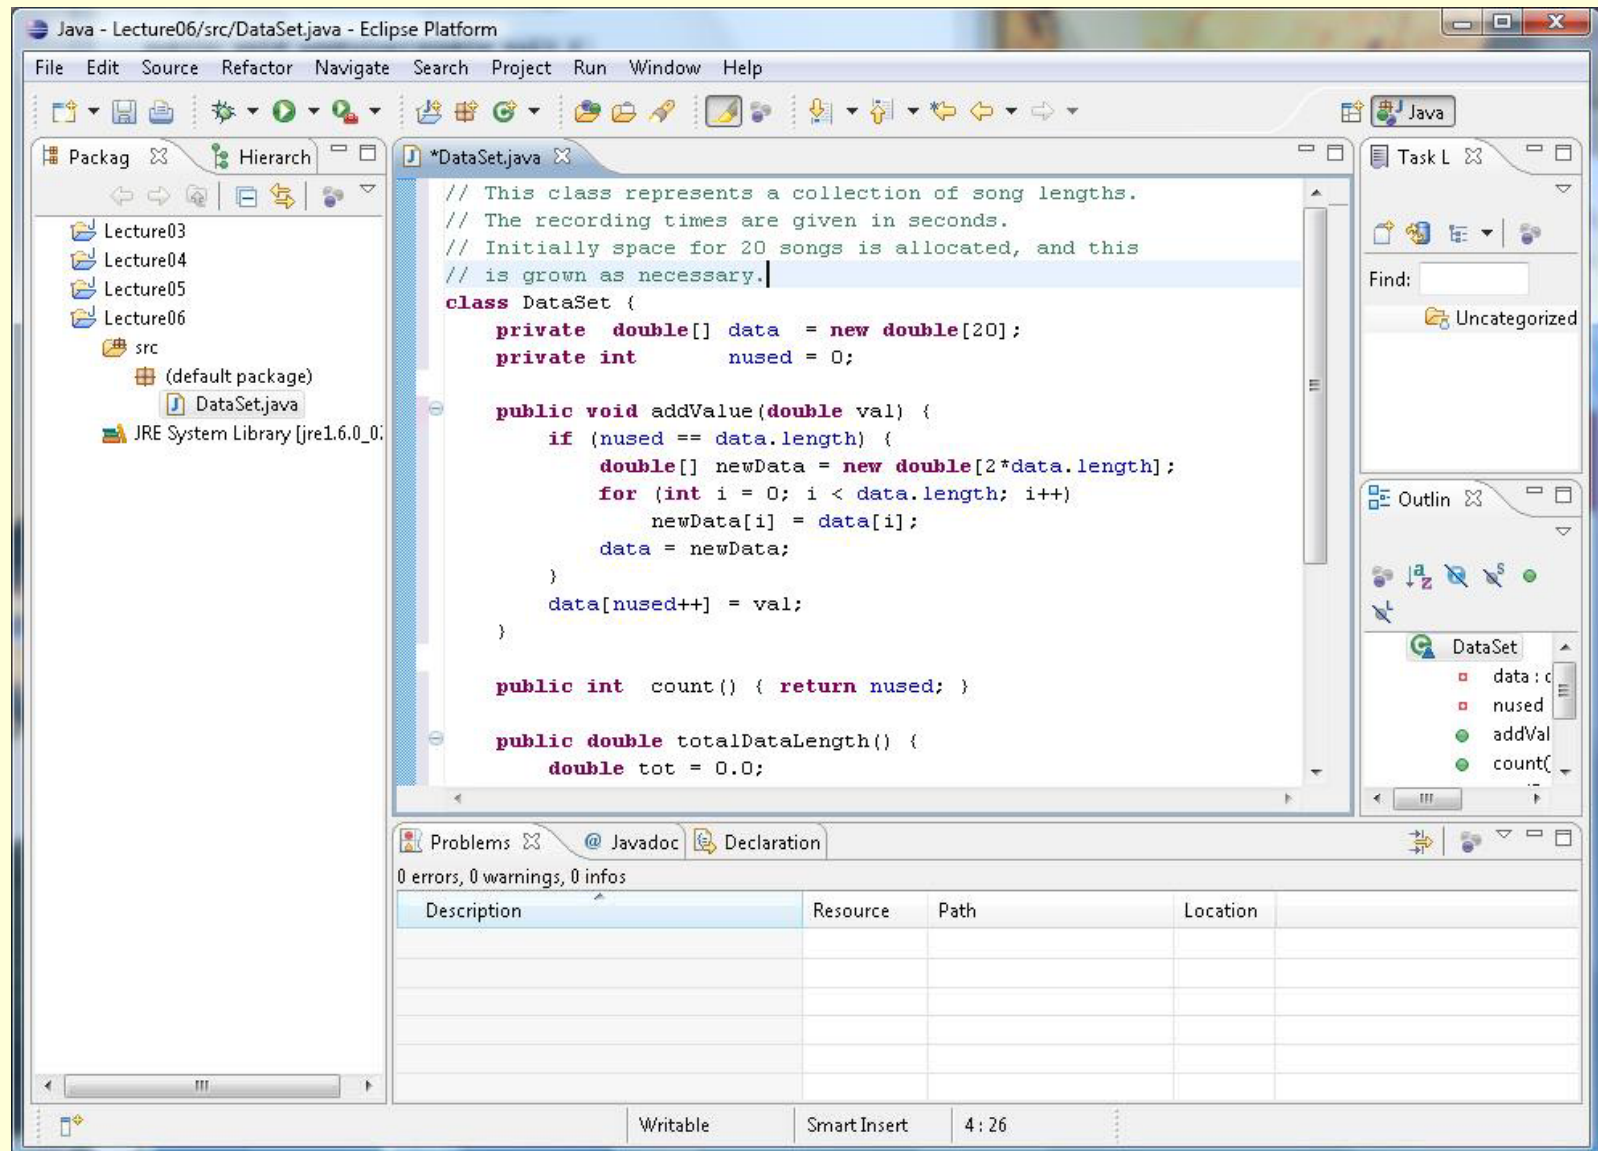 Java - Lecture06/src/DataSet.java - Eclipse Platform
File Edit Source Refactor Navigate Search Project Run Window Help
Java
Packag
Hierarch
Lecture03
Lecture04
Lecture05
Lecture06
src
(default package)
DataSet.java
JRE System Library [jre1.6.0_0
*DataSet.java
// This class represents a collection of song lengths.
// The recording times are given in seconds.
// Initially space for 20 songs is allocated, and this
// is grown as necessary.
class DataSet {
    private  double[] data  = new double[20];
    private int       nused = 0;
    public void addValue(double val) {
        if (nused == data.length) {
            double[] newData = new double[2*data.length];
            for (int i = 0; i < data.length; i++)
                newData[i] = data[i];
            data = newData;
        }
        data[nused++] = val;
    }
    public int  count() { return nused; }
    public double totalDataLength() {
        double tot = 0.0;
Task L
Find:
Uncategorized
Outlin
DataSet
data : d
nused
addVal
count(
Problems @ Javadoc Declaration
0 errors, 0 warnings, 0 infos
Description Resource Path Location
Writable Smart Insert 4 : 26